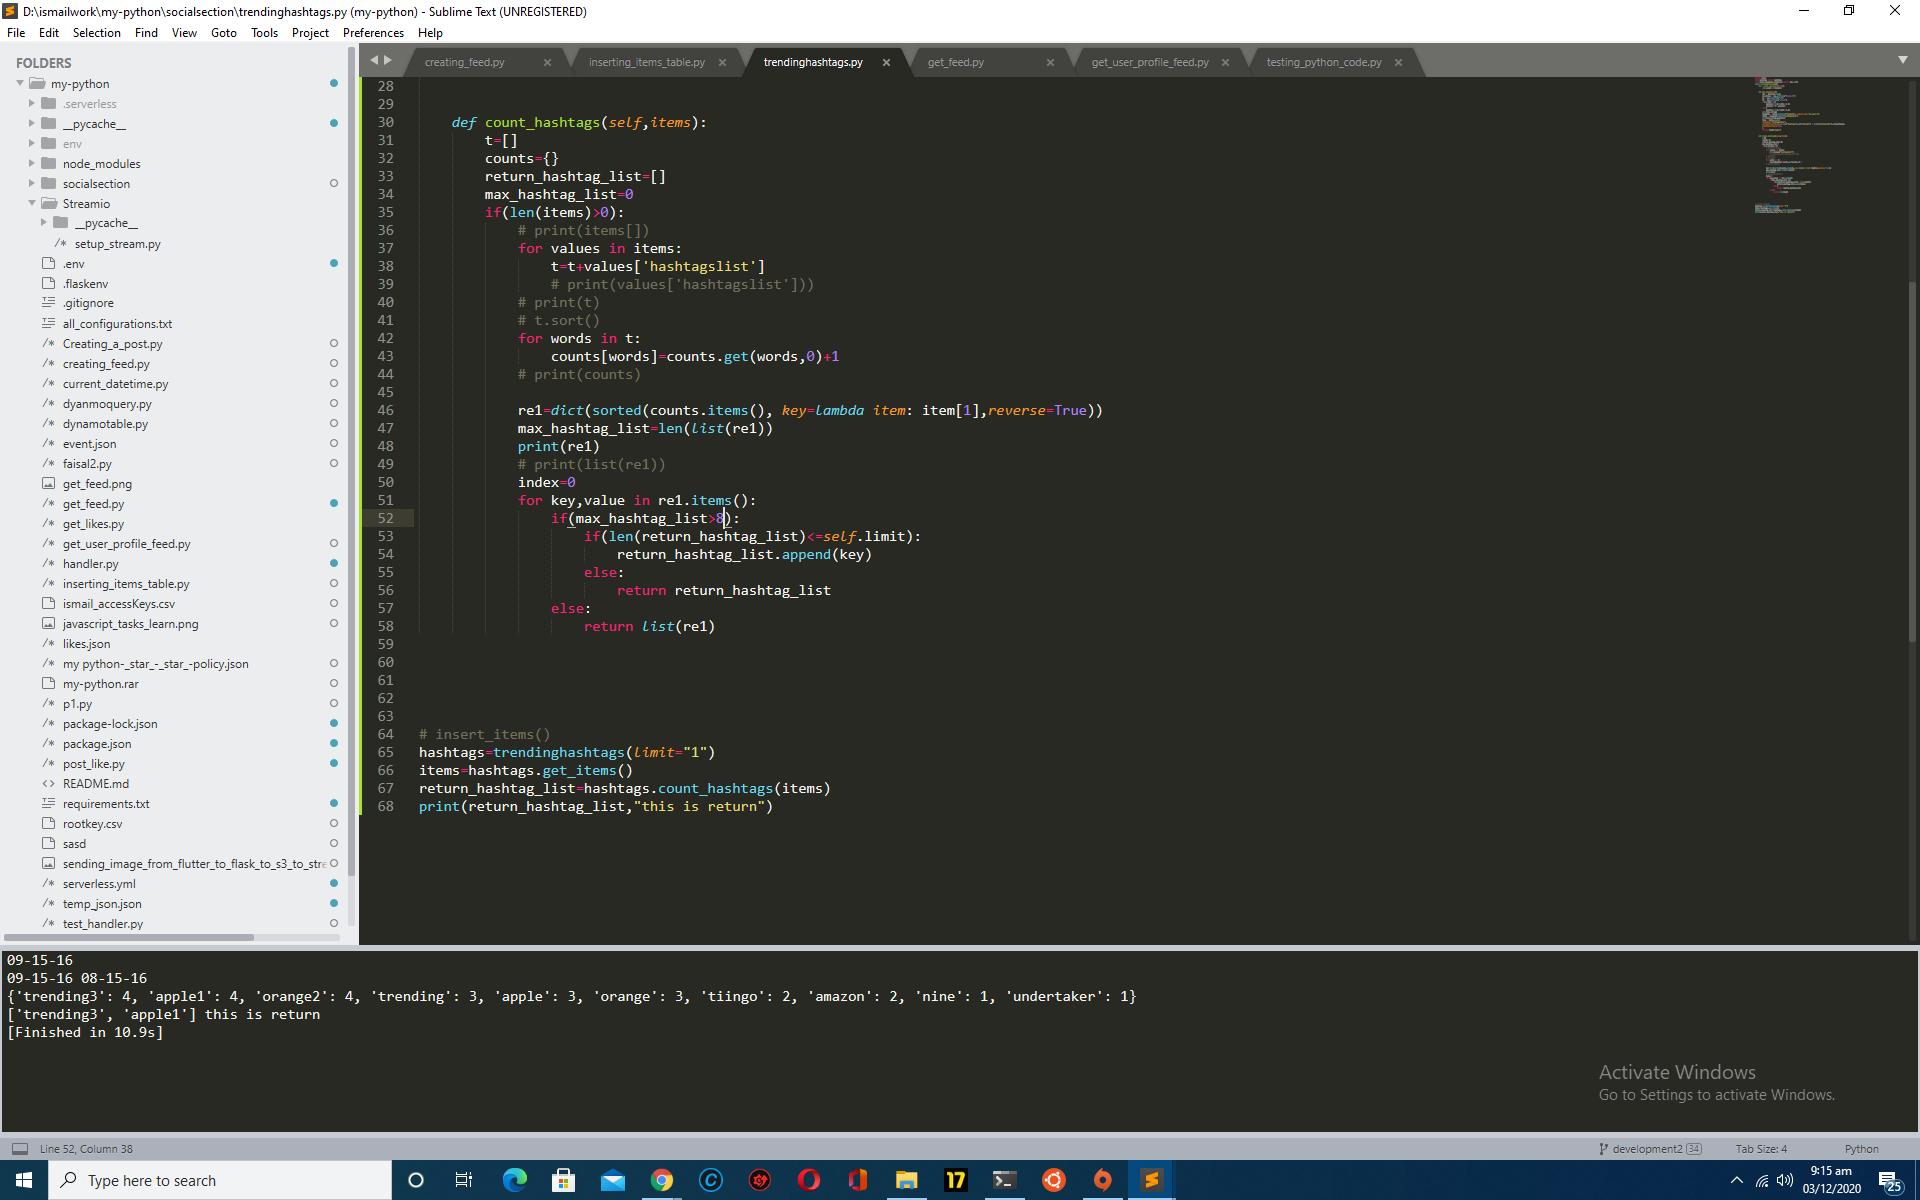 D:\ismailwork\my-python\socialsection\trendinghashtags.py (my-python) - Sublime Text (UNREGISTERED)
File Edit Selection Find View Goto Tools Project Preferences Help
FOLDERS
my-python
.serverless
__pycache__
env
node_modules
socialsection
Streamio
__pycache__
setup_stream.py
.env
.flaskenv
.gitignore
all_configurations.txt
Creating_a_post.py
creating_feed.py
current_datetime.py
dyanmoquery.py
dynamotable.py
event.json
faisal2.py
get_feed.png
get_feed.py
get_likes.py
get_user_profile_feed.py
handler.py
inserting_items_table.py
ismail_accessKeys.csv
javascript_tasks_learn.png
likes.json
my python-_star_-_star_-policy.json
my-python.rar
p1.py
package-lock.json
package.json
post_like.py
README.md
requirements.txt
rootkey.csv
sasd
sending_image_from_flutter_to_flask_to_s3_to_stre
serverless.yml
temp_json.json
test_handler.py
creating_feed.py inserting_items_table.py trendinghashtags.py get_feed.py get_user_profile_feed.py testing_python_code.py
28
29
30 def count_hashtags(self,items):
31 t=[]
32 counts={}
33 return_hashtag_list=[]
34 max_hashtag_list=0
35 if(len(items)>0):
36 # print(items[])
37 for values in items:
38 t=t+values['hashtagslist']
39 # print(values['hashtagslist']))
40 # print(t)
41 # t.sort()
42 for words in t:
43 counts[words]=counts.get(words,0)+1
44 # print(counts)
45
46 re1=dict(sorted(counts.items(), key=lambda item: item[1],reverse=True))
47 max_hashtag_list=len(list(re1))
48 print(re1)
49 # print(list(re1))
50 index=0
51 for key,value in re1.items():
52 if(max_hashtag_list>8):
53 if(len(return_hashtag_list)<=self.limit):
54 return_hashtag_list.append(key)
55 else:
56 return return_hashtag_list
57 else:
58 return list(re1)
59
60
61
62
63
64 # insert_items()
65 hashtags=trendinghashtags(limit="1")
66 items=hashtags.get_items()
67 return_hashtag_list=hashtags.count_hashtags(items)
68 print(return_hashtag_list,"this is return")
09-15-16
09-15-16 08-15-16
{'trending3': 4, 'apple1': 4, 'orange2': 4, 'trending': 3, 'apple': 3, 'orange': 3, 'tiingo': 2, 'amazon': 2, 'nine': 1, 'undertaker': 1}
['trending3', 'apple1'] this is return
[Finished in 10.9s]
Activate Windows
Go to Settings to activate Windows.
Line 52, Column 38 development2 34 Tab Size: 4 Python
Type here to search
17
9:15 am
03/12/2020
25